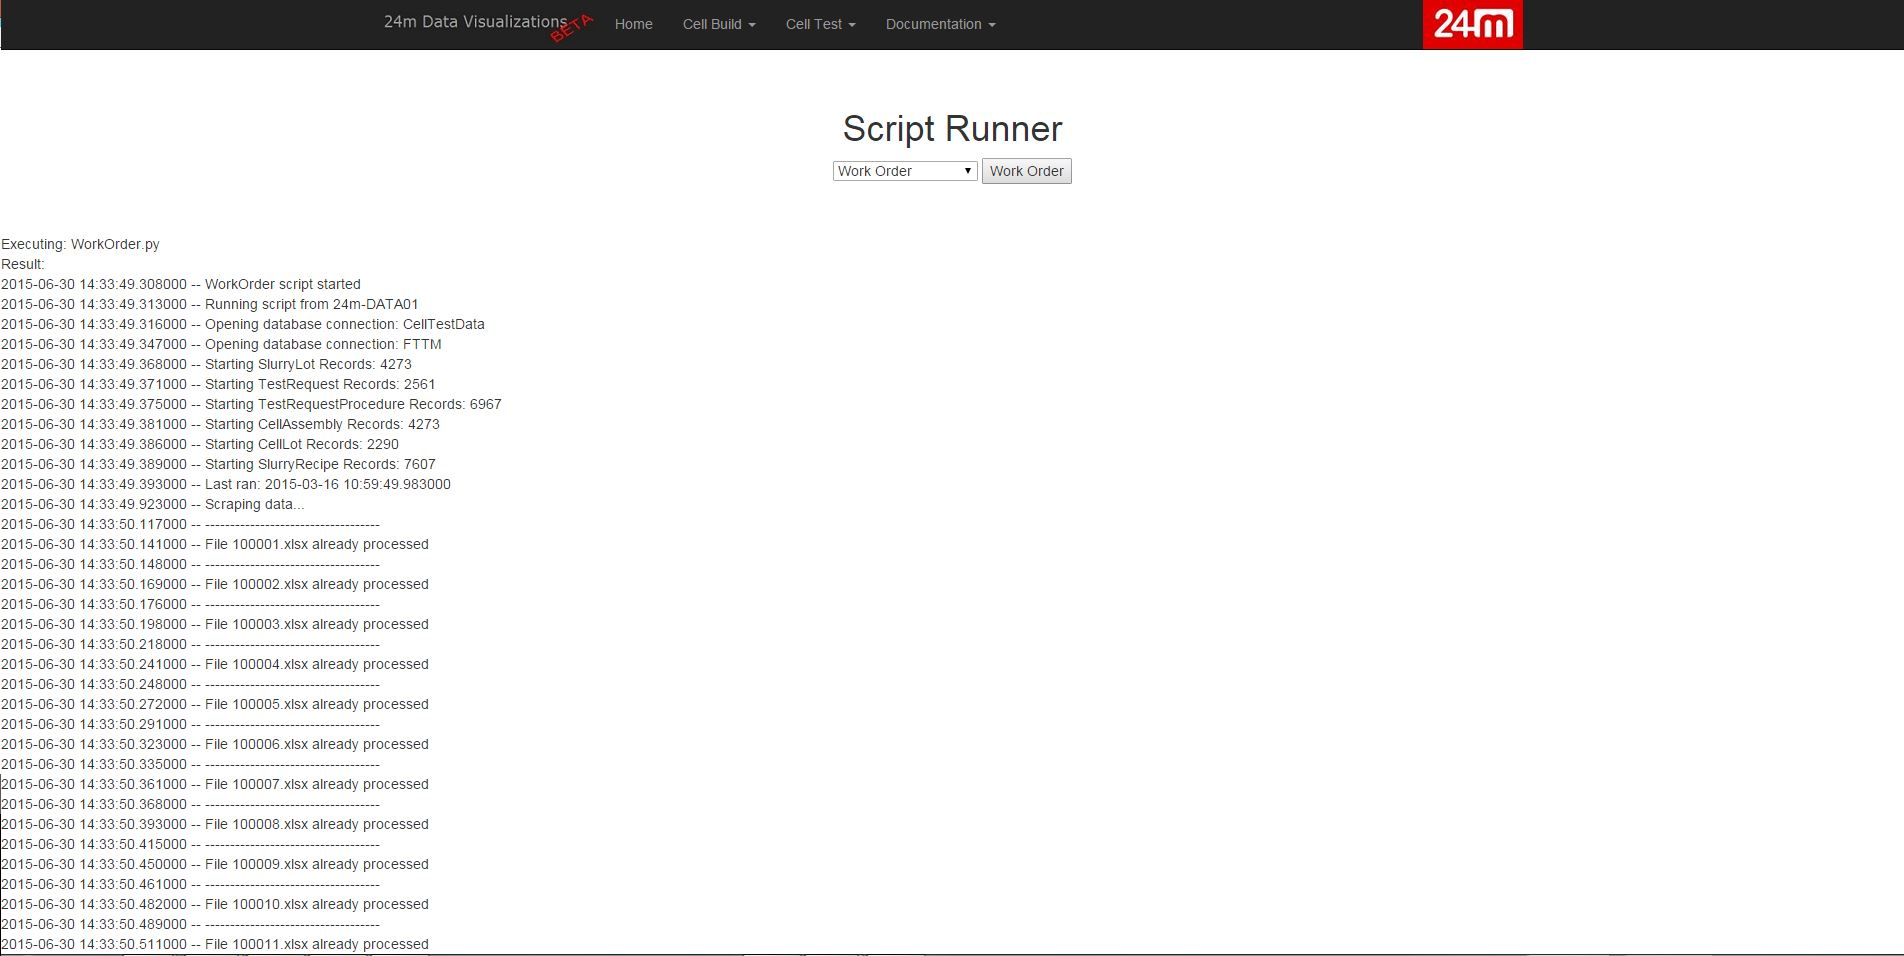 24m Data Visualizations BETA Home Cell Build Cell Test Documentation 24m
Script Runner
Work Order Work Order
Executing: WorkOrder.py
Result:
2015-06-30 14:33:49.308000 -- WorkOrder script started
2015-06-30 14:33:49.313000 -- Running script from 24m-DATA01
2015-06-30 14:33:49.316000 -- Opening database connection: CellTestData
2015-06-30 14:33:49.347000 -- Opening database connection: FTTM
2015-06-30 14:33:49.368000 -- Starting SlurryLot Records: 4273
2015-06-30 14:33:49.371000 -- Starting TestRequest Records: 2561
2015-06-30 14:33:49.375000 -- Starting TestRequestProcedure Records: 6967
2015-06-30 14:33:49.381000 -- Starting CellAssembly Records: 4273
2015-06-30 14:33:49.386000 -- Starting CellLot Records: 2290
2015-06-30 14:33:49.389000 -- Starting SlurryRecipe Records: 7607
2015-06-30 14:33:49.393000 -- Last ran: 2015-03-16 10:59:49.983000
2015-06-30 14:33:49.923000 -- Scraping data...
2015-06-30 14:33:50.117000 -- -----------------------------------
2015-06-30 14:33:50.141000 -- File 100001.xlsx already processed
2015-06-30 14:33:50.148000 -- -----------------------------------
2015-06-30 14:33:50.169000 -- File 100002.xlsx already processed
2015-06-30 14:33:50.176000 -- -----------------------------------
2015-06-30 14:33:50.198000 -- File 100003.xlsx already processed
2015-06-30 14:33:50.218000 -- -----------------------------------
2015-06-30 14:33:50.241000 -- File 100004.xlsx already processed
2015-06-30 14:33:50.248000 -- -----------------------------------
2015-06-30 14:33:50.272000 -- File 100005.xlsx already processed
2015-06-30 14:33:50.291000 -- -----------------------------------
2015-06-30 14:33:50.323000 -- File 100006.xlsx already processed
2015-06-30 14:33:50.335000 -- -----------------------------------
2015-06-30 14:33:50.361000 -- File 100007.xlsx already processed
2015-06-30 14:33:50.368000 -- -----------------------------------
2015-06-30 14:33:50.393000 -- File 100008.xlsx already processed
2015-06-30 14:33:50.415000 -- -----------------------------------
2015-06-30 14:33:50.450000 -- File 100009.xlsx already processed
2015-06-30 14:33:50.461000 -- -----------------------------------
2015-06-30 14:33:50.482000 -- File 100010.xlsx already processed
2015-06-30 14:33:50.489000 -- -----------------------------------
2015-06-30 14:33:50.511000 -- File 100011.xlsx already processed